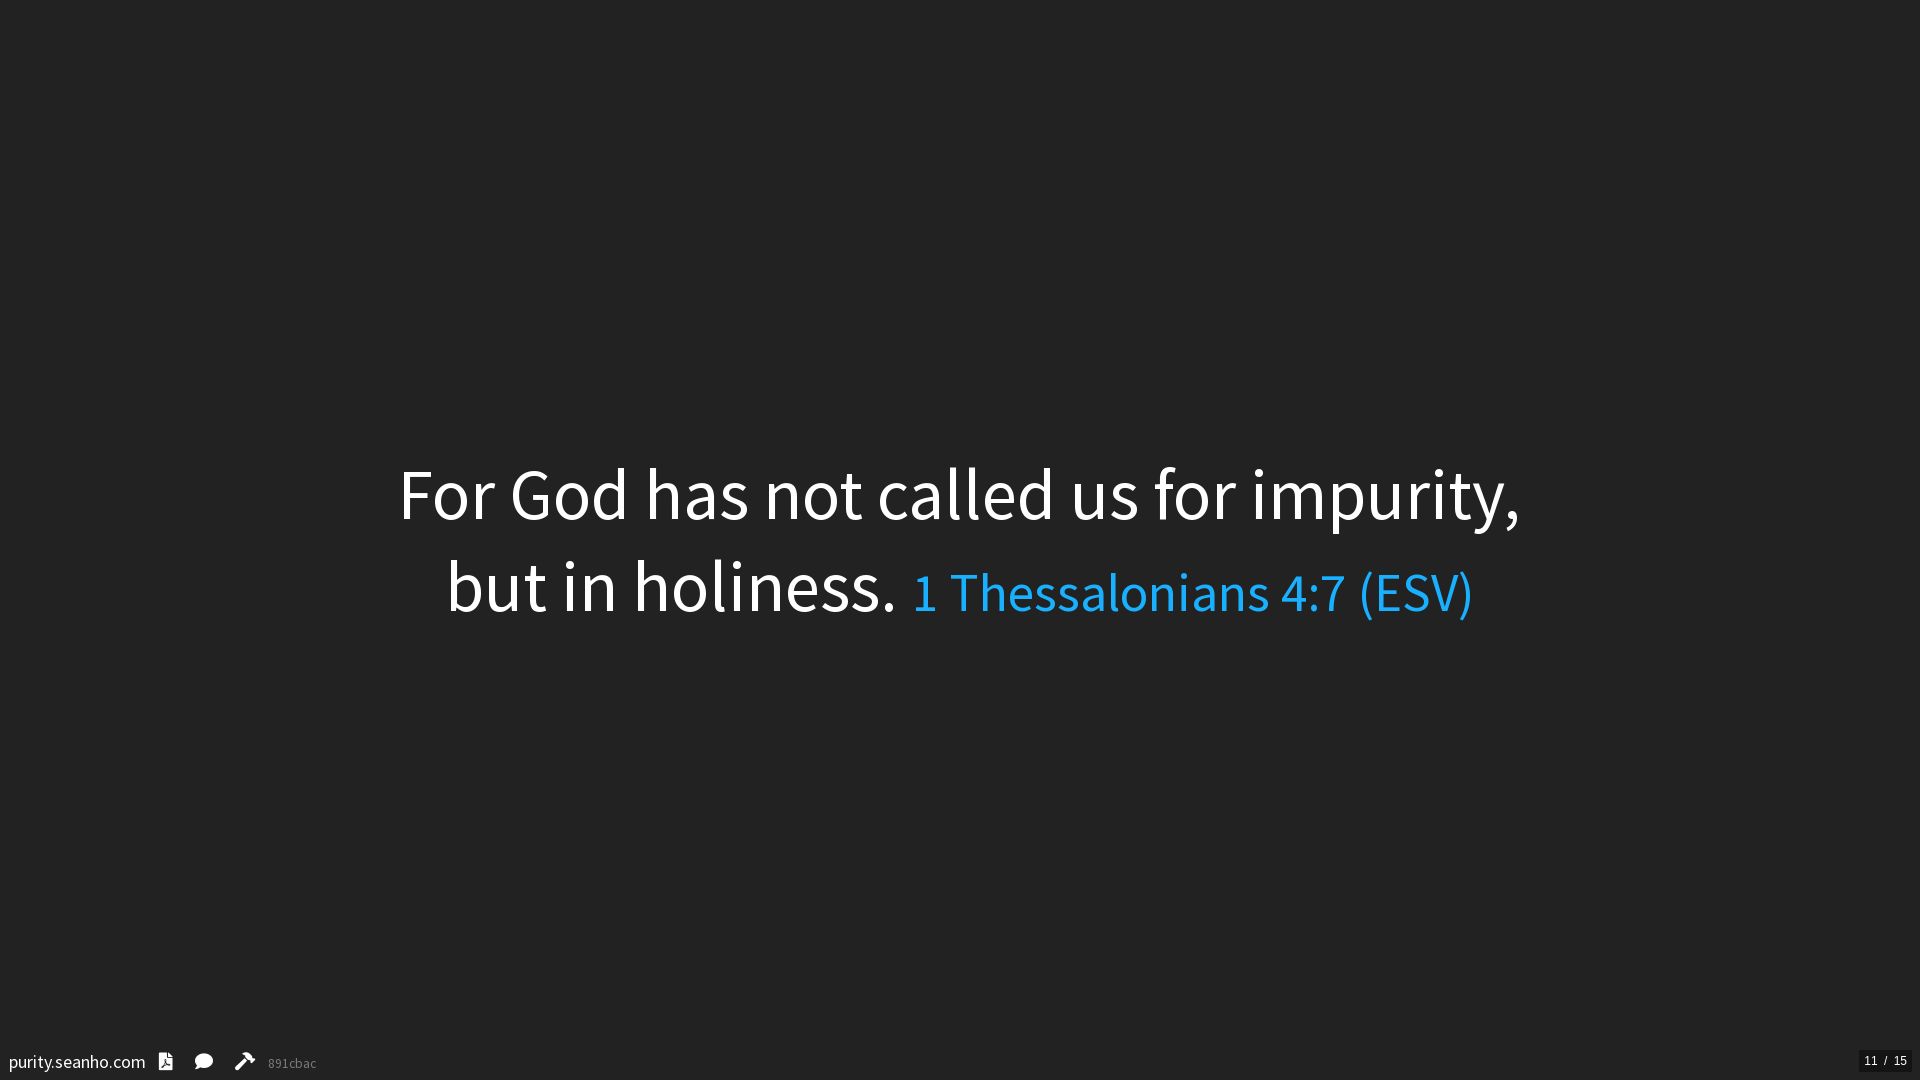 For God has not called us for impurity,
but in holiness. 1 Thessalonians 4:7 (ESV)
purity.seanho.com 891cbac
11 / 15